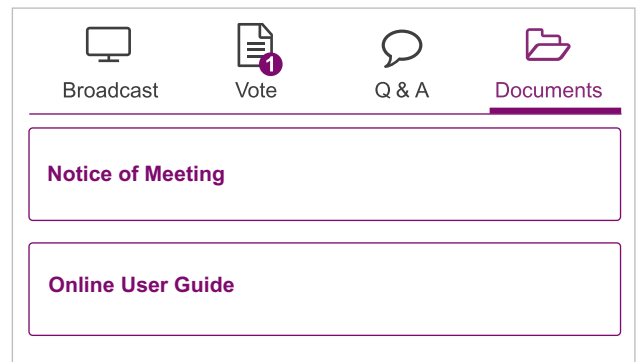 1
Broadcast Vote Q & A Documents
Notice of Meeting
Online User Guide